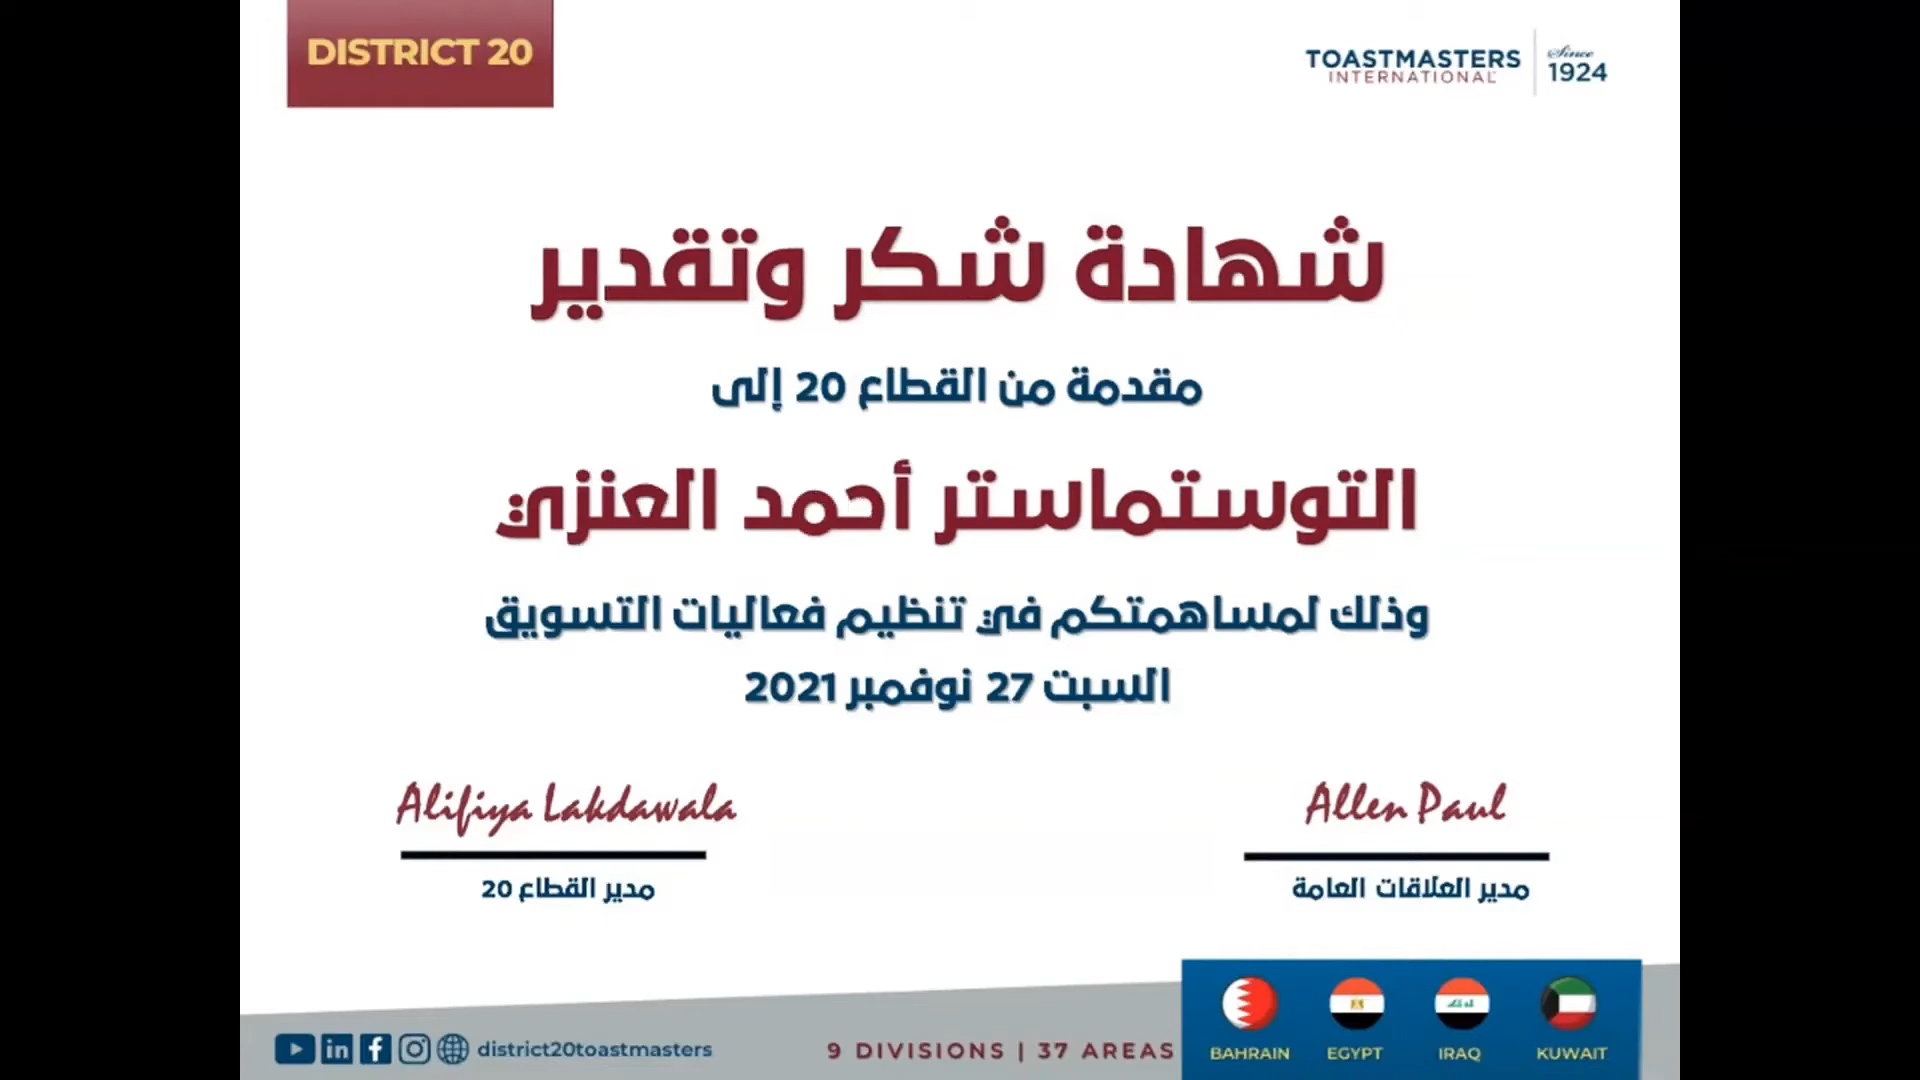 DISTRICT 20
TOASTMASTERS
INTERNATIONAL
Since
1924
شهادة شكر وتقدير
مقدمة من القطاع 20 إلى
التوستماستر أحمد العنزي
وذلك لمساهمتكم في تنظيم فعاليات التسويق
السبت 27 نوفمبر 2021
Alifiya Lakdawala
مدير القطاع 20
Allen Paul
مدير العلاقات العامة
district20toastmasters
9 DIVISIONS | 37 AREAS
BAHRAIN EGYPT IRAQ KUWAIT